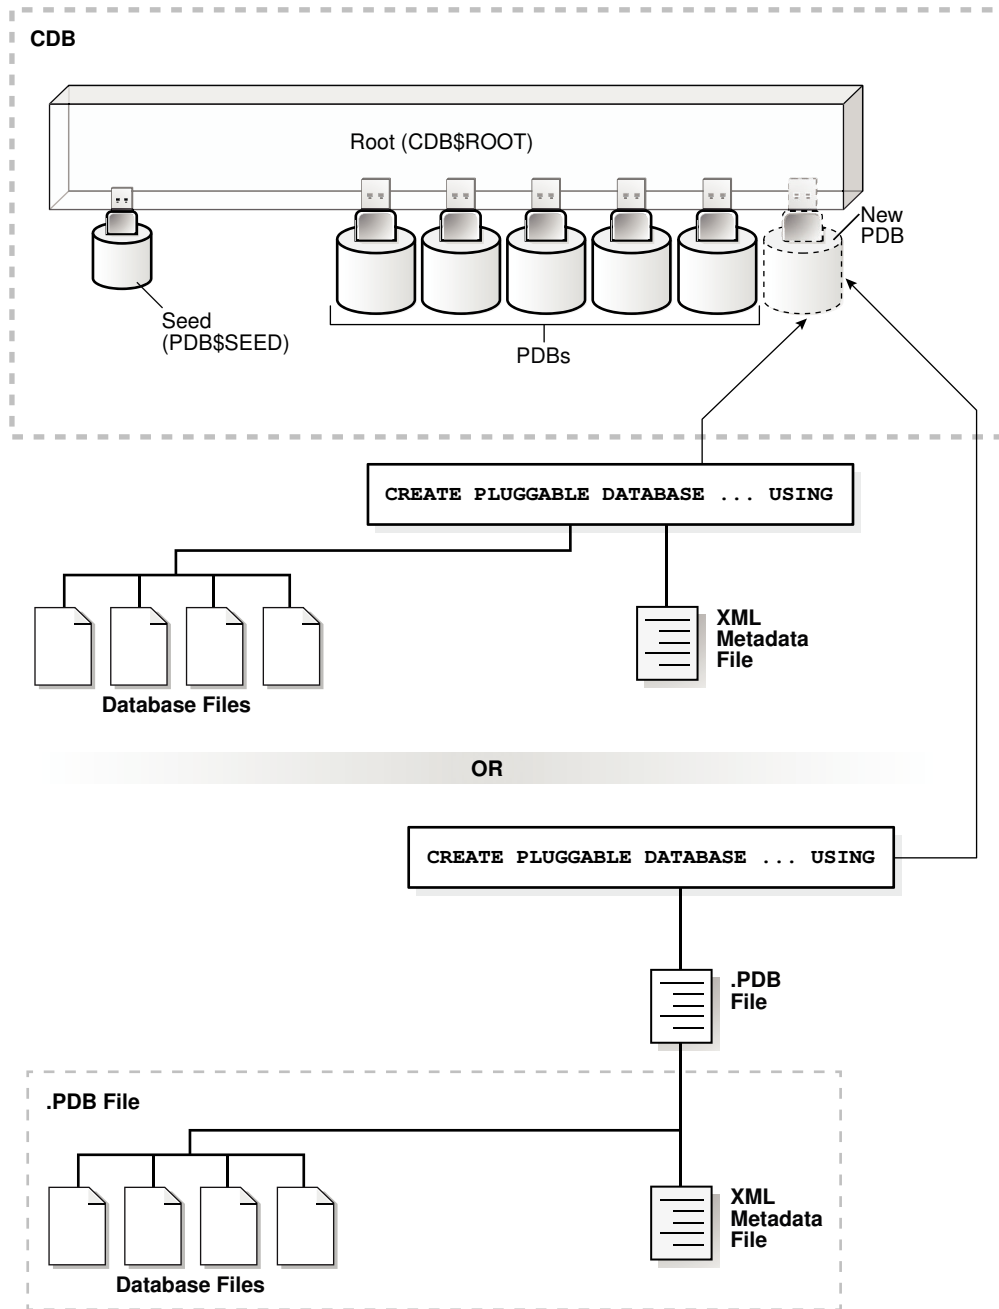 CDB
Root (CDB$ROOT)
New
PDB
Seed
(PDB$SEED)
PDBs
CREATE PLUGGABLE DATABASE ... USING
XML
Metadata
File
Database Files
OR
CREATE PLUGGABLE DATABASE ... USING
.PDB
File
.PDB File
XML
Metadata
File
Database Files